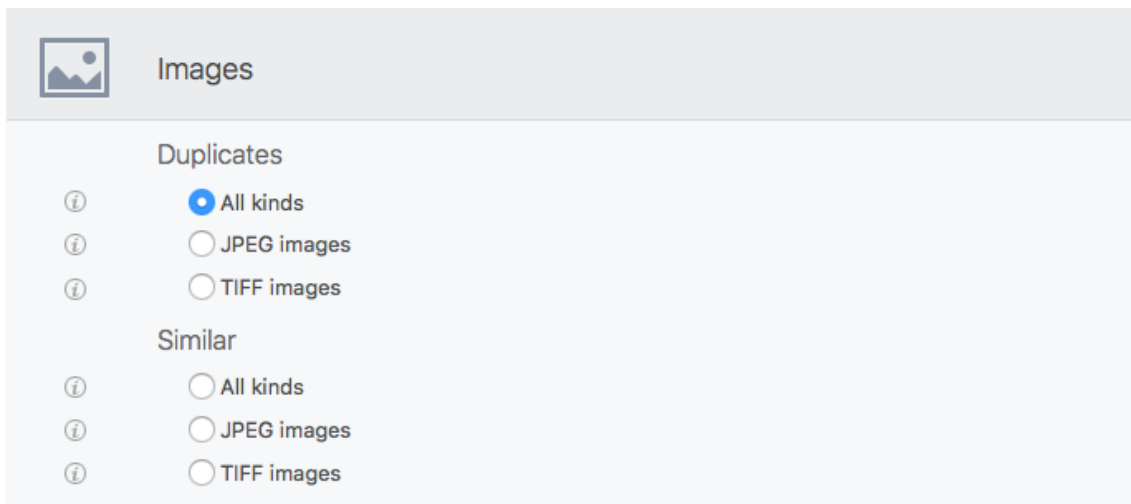 Images
Duplicates
All kinds
JPEG images
TIFF images
Similar
All kinds
JPEG images
TIFF images